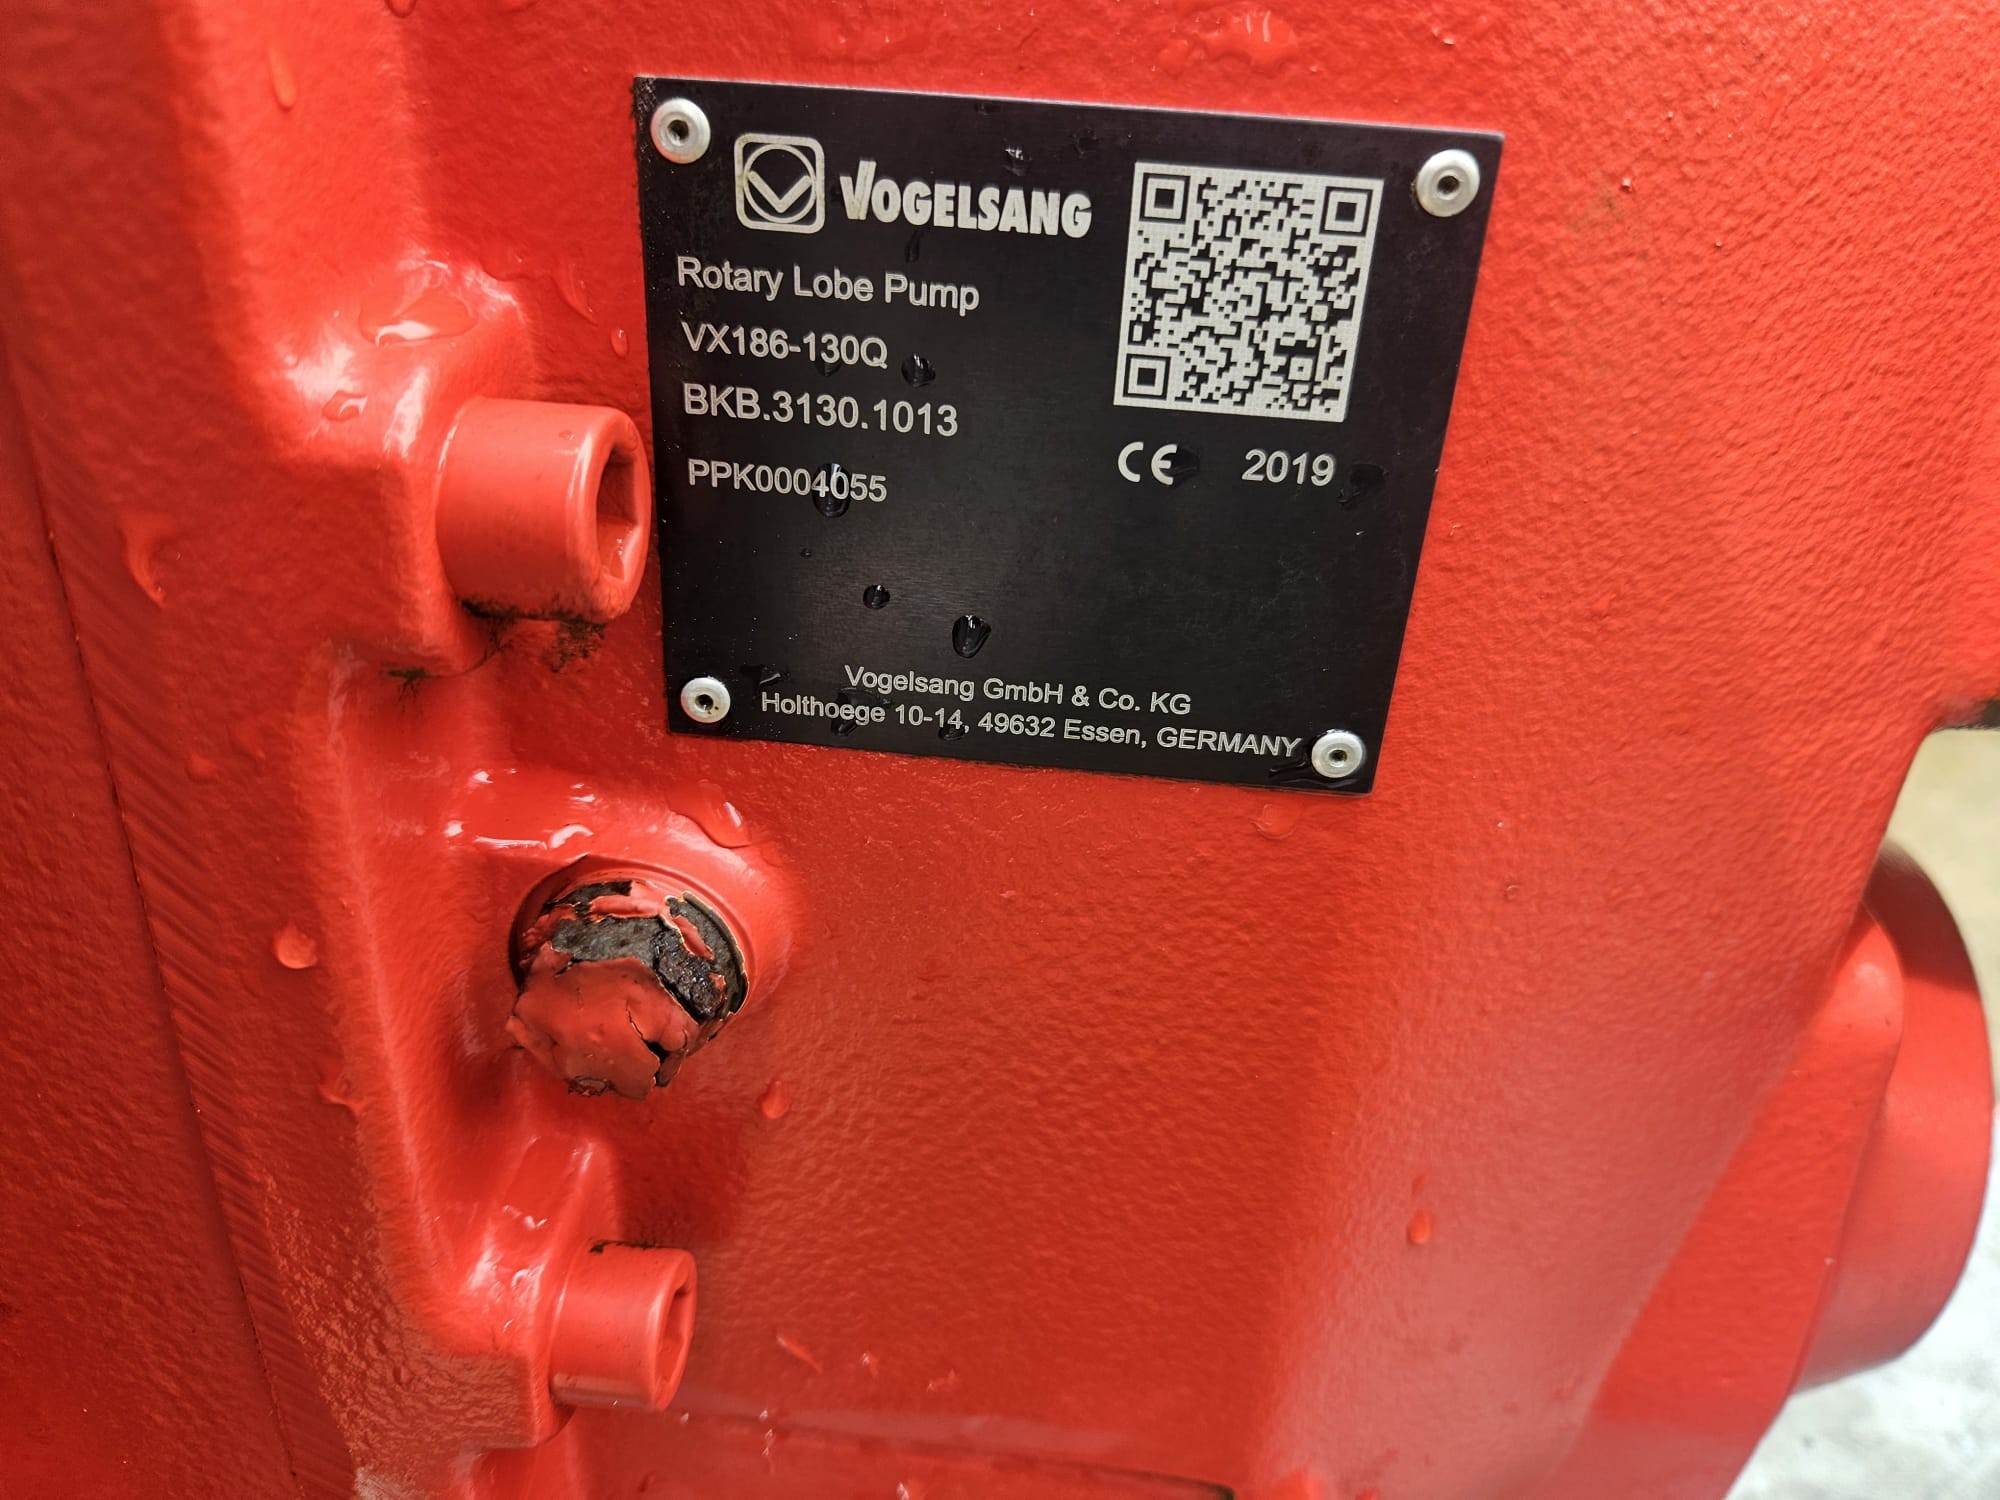 VOGELSANG
Rotary Lobe Pump
VX186-130Q
BKB.3130.1013
PPK0004055
CE 2019
Vogelsang GmbH & Co. KG
Holthoege 10-14, 49632 Essen, GERMANY